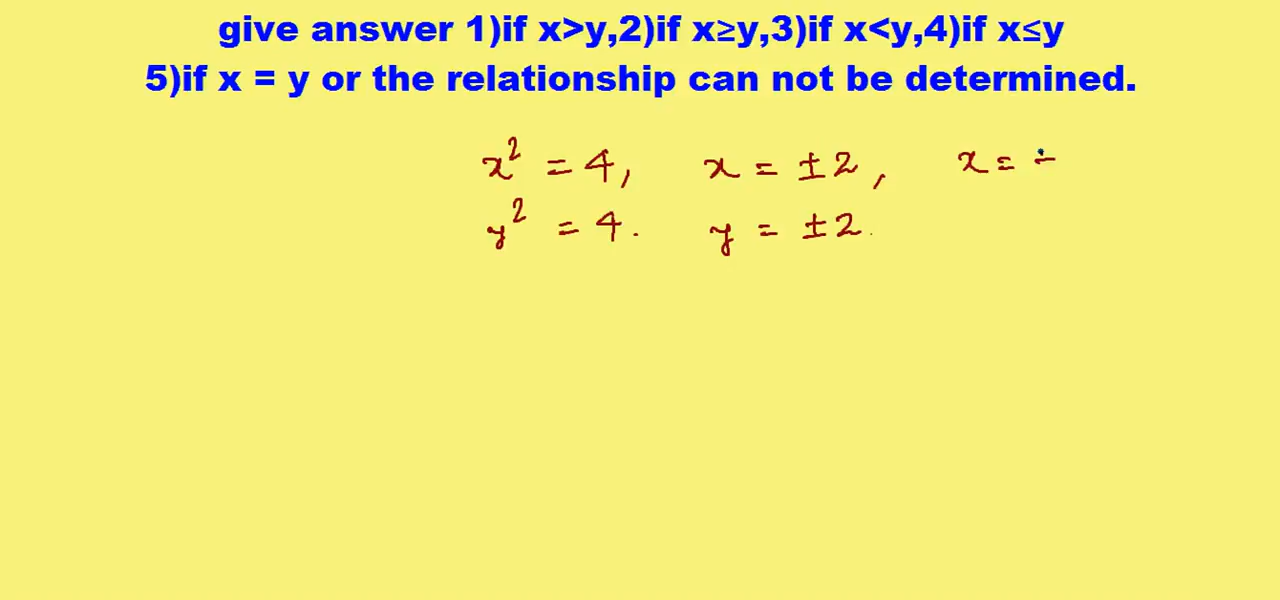 give answer 1)if x>y,2)if x≥y,3)if x<y,4)if x≤y
5)if x = y or the relationship can not be determined.
x² = 4, x = ±2, x =
y² = 4. y = ±2.